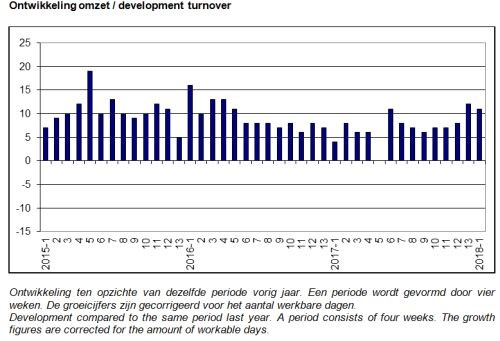 Ontwikkeling omzet / development turnover
25
20
15
10
5
0
-5
-10
-15
2015-1 2 3 4 5 6 7 8 9 10 11 12 13 2016-1 2 3 4 5 6 7 8 9 10 11 12 13 2017-1 2 3 4 5 6 7 8 9 10 11 12 13 2018-1
Ontwikkeling ten opzichte van dezelfde periode vorig jaar. Een periode wordt gevormd door vier
weken. De groeicijfers zijn gecorrigeerd voor het aantal werkbare dagen.
Development compared to the same period last year. A period consists of four weeks. The growth
figures are corrected for the amount of workable days.